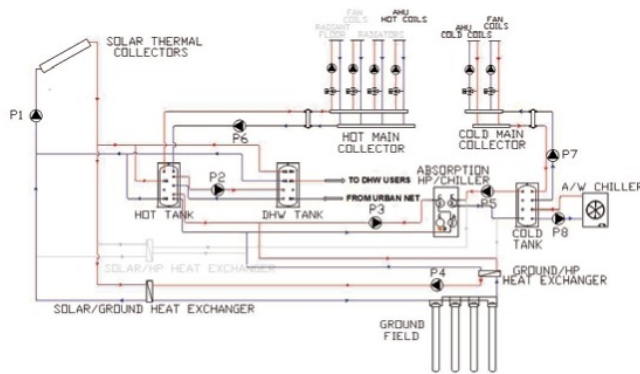 FAN
COILS
RADIANT
FLOOR
RADIATORS
AHU
HOT COILS
AHU
COLD COILS
FAN
COILS
SOLAR THERMAL
COLLECTORS
P1
P6
HOT MAIN
COLLECTOR
COLD MAIN
COLLECTOR
P7
ABSORPTION
HP/CHILLER
A/W CHILLER
P2
TO DHW USERS
FROM URBAN NET
P5
HOT TANK
DHW TANK
P3
COLD
TANK
P8
SOLAR/HP HEAT EXCHANGER
P4
GROUND/HP
HEAT EXCHANGER
SOLAR/GROUND HEAT EXCHANGER
GROUND
FIELD